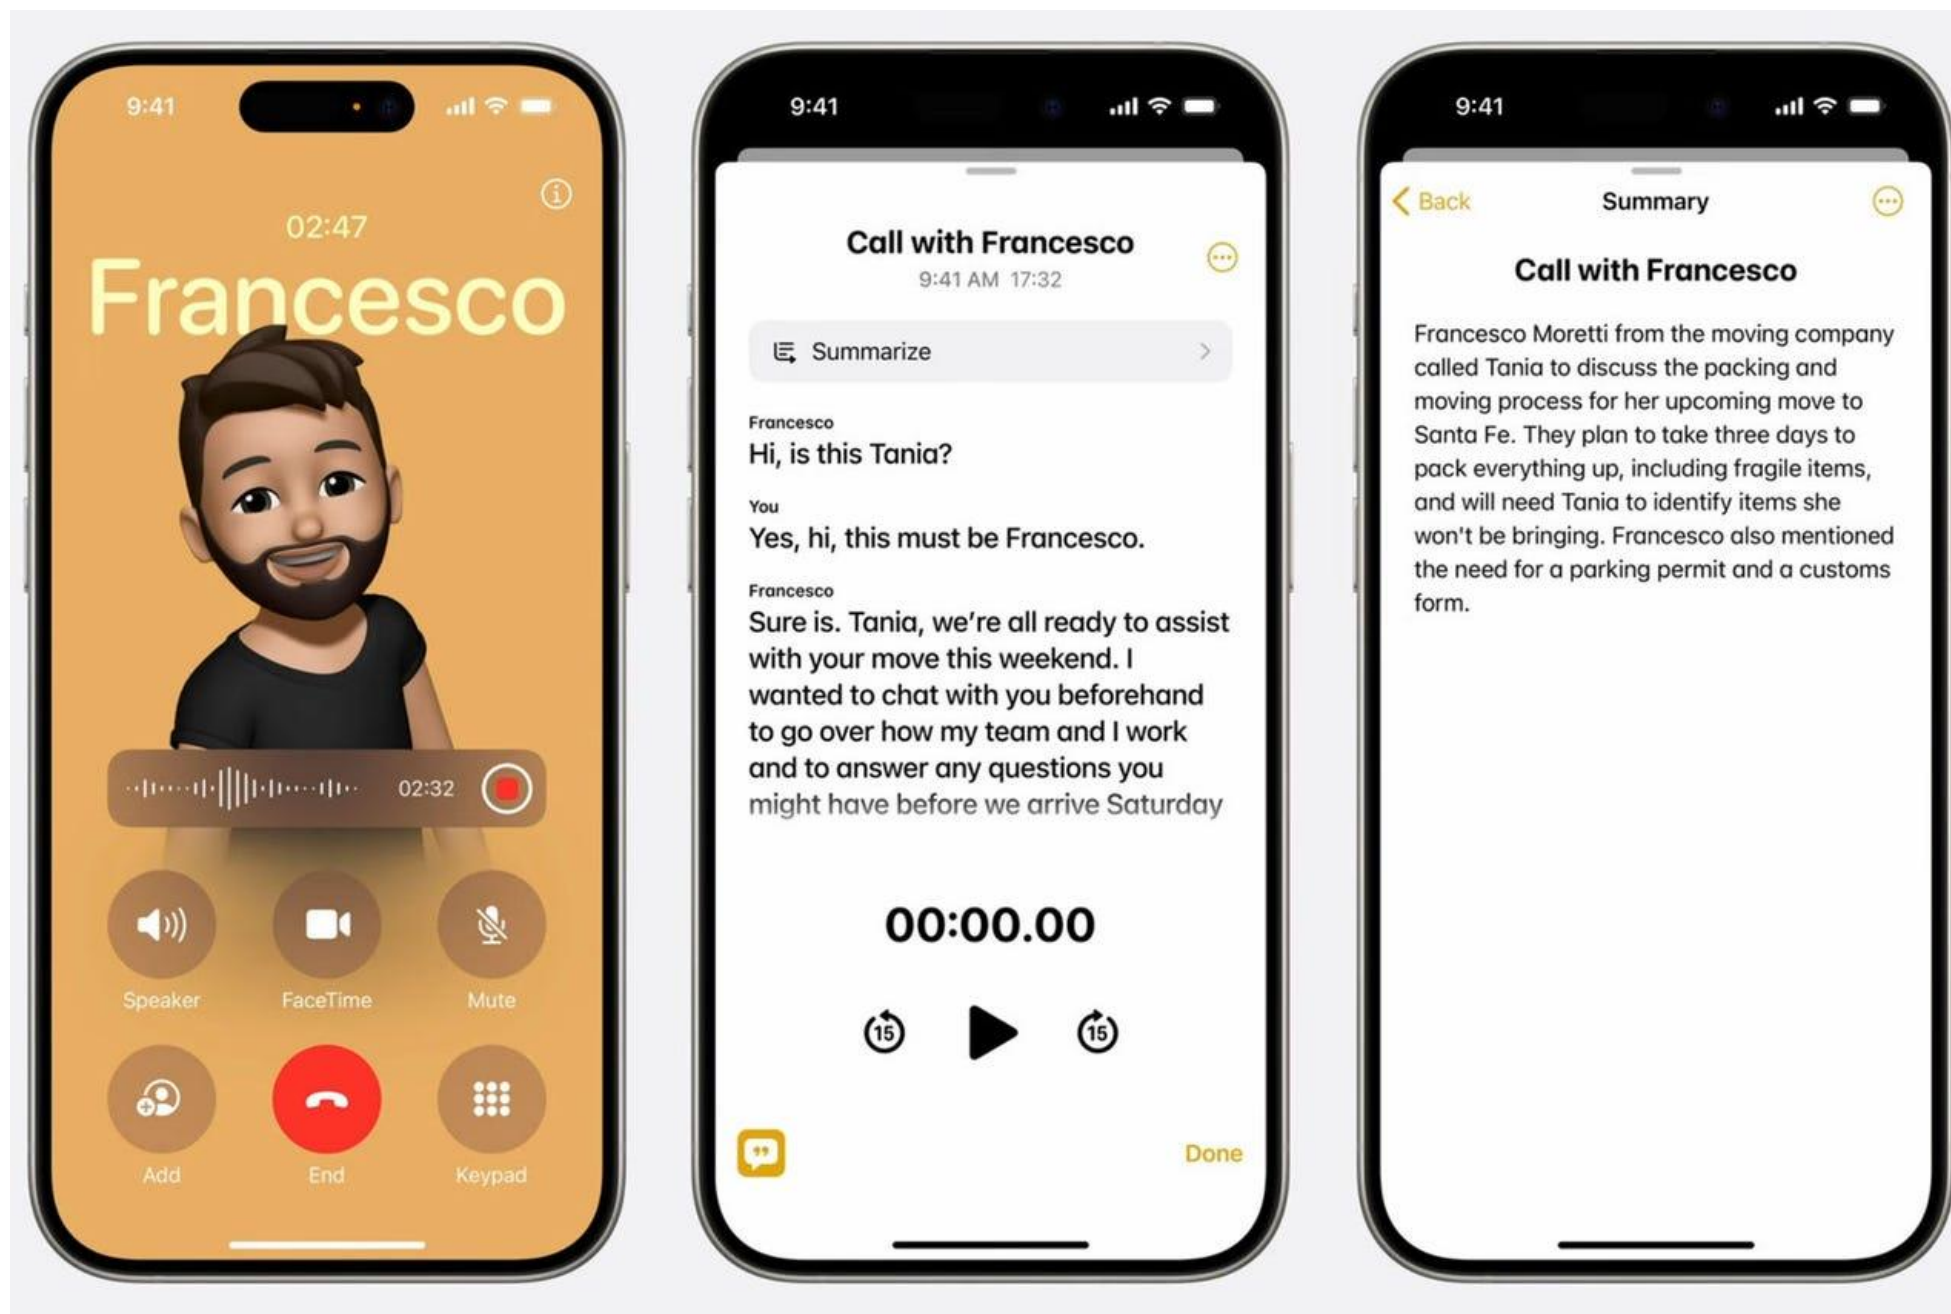 9:41
02:47
Francesco
02:32
Speaker
FaceTime
Mute
Add
End
Keypad
9:41
Call with Francesco
9:41 AM 17:32
Summarize
Francesco
Hi, is this Tania?
You
Yes, hi, this must be Francesco.
Francesco
Sure is. Tania, we're all ready to assist
with your move this weekend. I
wanted to chat with you beforehand
to go over how my team and I work
and to answer any questions you
might have before we arrive Saturday
00:00.00
15
15
Done
9:41
Back
Summary
Call with Francesco
Francesco Moretti from the moving company
called Tania to discuss the packing and
moving process for her upcoming move to
Santa Fe. They plan to take three days to
pack everything up, including fragile items,
and will need Tania to identify items she
won't be bringing. Francesco also mentioned
the need for a parking permit and a customs
form.